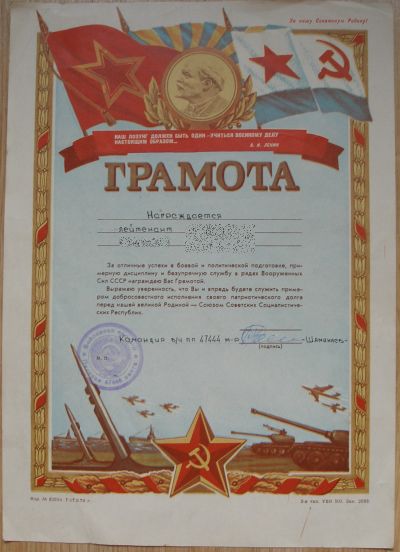 За нашу Советскую Родину!
НАШ ЛОЗУНГ ДОЛЖЕН БЫТЬ ОДИН – УЧИТЬСЯ ВОЕННОМУ ДЕЛУ
НАСТОЯЩИМ ОБРАЗОМ...
В. И. ЛЕНИН
ГРАМОТА
Награждается
лейтенант
За отличные успехи в боевой и политической подготовке, при-
мерную дисциплину и безупречную службу в рядах Вооруженных
Сил СССР награждаю Вас Грамотой.
Выражаю уверенность, что Вы и впредь будете служить приме-
ром добросовестного исполнения своего патриотического долга
перед нашей великой Родиной — Союзом Советских Социалистичес-
ких Республик.
Командир в/ч пп 47444 м-р
(подпись)
М. П.